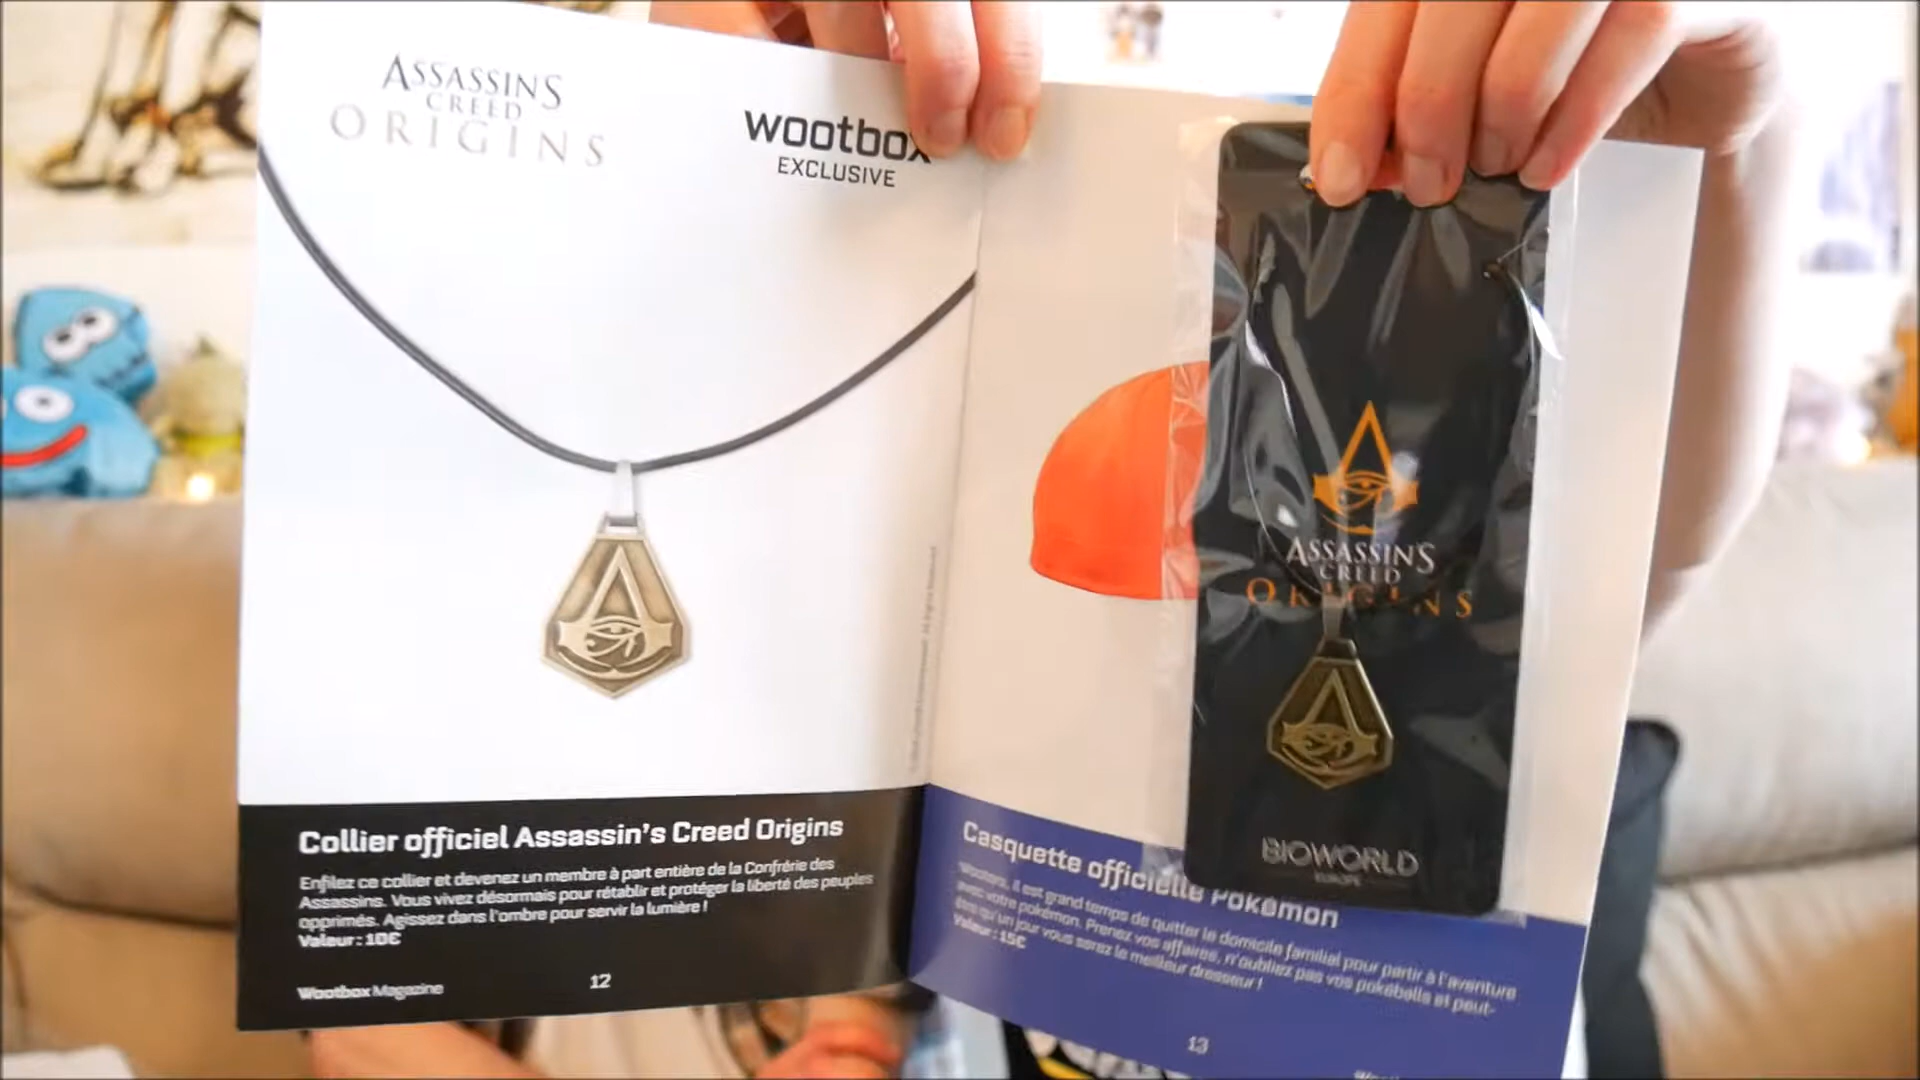 ASSASSIN'S
CREED
ORIGINS
wootbox
EXCLUSIVE
Collier officiel Assassin's Creed Origins
Enfilez ce collier et devenez un membre à part entière de la Confrérie des
Assassins. Vous vivez désormais pour rétablir et protéger la liberté des peuples
opprimés. Agissez dans l'ombre pour servir la lumière !
Valeur : 10€
Wootbox Magazine
12
ASSASSIN'S
CREED
ORIGINS
BIOWORLD
EUROPE
Casquette officielle Pokémon
Wooters, il est grand temps de quitter le domicile familial pour partir à l'aventure
avec votre pokémon. Prenez vos affaires, n'oubliez pas vos pokéballs et peut-
être qu'un jour vous serez le meilleur dresseur !
Valeur : 15€
13